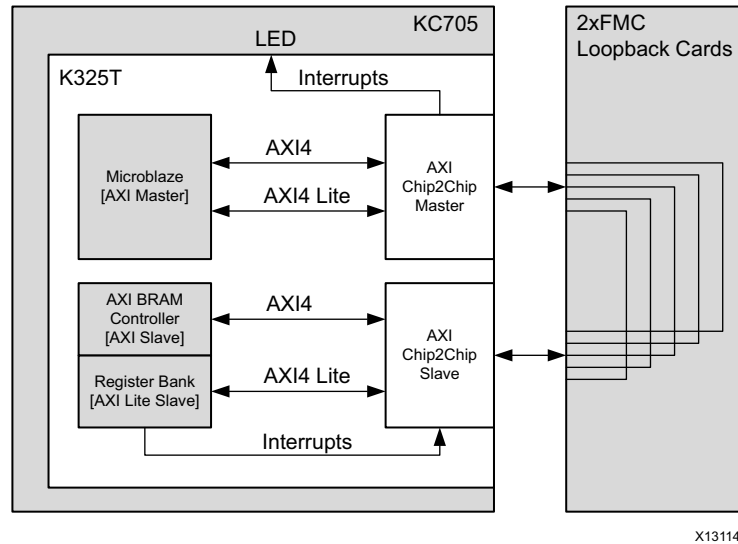 KC705
LED
2xFMC
Loopback Cards
K325T
Interrupts
Microblaze
[AXI Master]
AXI4
AXI4 Lite
AXI
Chip2Chip
Master
AXI BRAM
Controller
[AXI Slave]
Register Bank
[AXI Lite Slave]
AXI4
AXI4 Lite
AXI
Chip2Chip
Slave
Interrupts
X13114